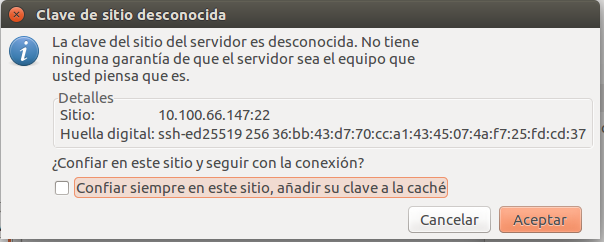 Clave de sitio desconocida
La clave del sitio del servidor es desconocida. No tiene
ninguna garantía de que el servidor sea el equipo que
usted piensa que es.
Detalles
Sitio: 10.100.66.147:22
Huella digital: ssh-ed25519 256 36:bb:43:d7:70:cc:a1:43:45:07:4a:f7:25:fd:cd:37
¿Confiar en este sitio y seguir con la conexión?
Confiar siempre en este sitio, añadir su clave a la caché
Cancelar Aceptar